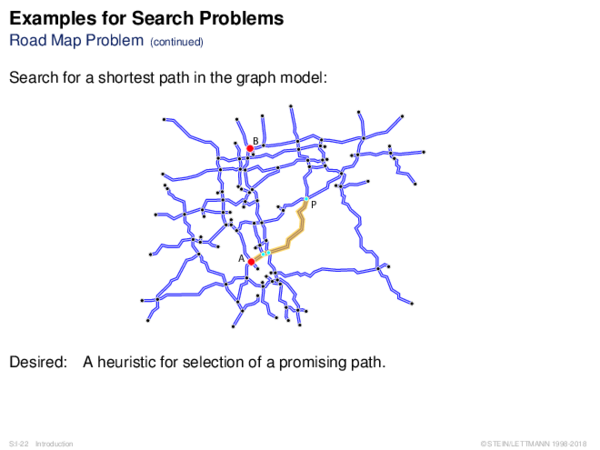 Examples for Search Problems
Road Map Problem (continued)
Search for a shortest path in the graph model:
B
P
A
Desired: A heuristic for selection of a promising path.
S:I-22 Introduction
© STEIN/LETTMANN 1998-2018